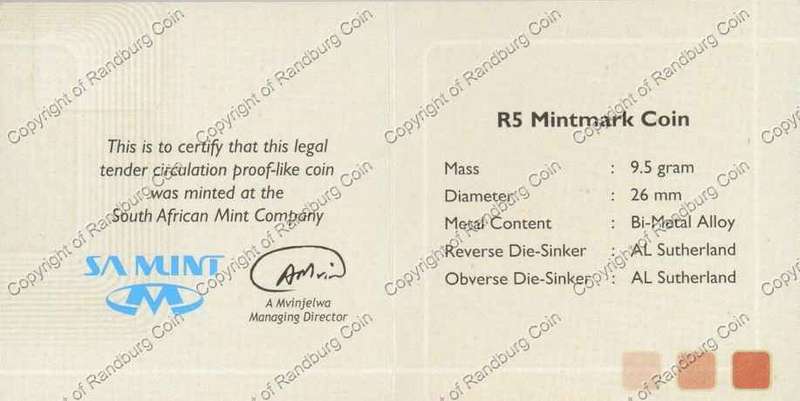 This is to certify that this legal
tender circulation proof-like coin
was minted at the
South African Mint Company
SA MINT
AMvin
A Mvinjelwa
Managing Director
R5 Mintmark Coin
Mass : 9.5 gram
Diameter : 26 mm
Metal Content : Bi-Metal Alloy
Reverse Die-Sinker : AL Sutherland
Obverse Die-Sinker : AL Sutherland
Copyright of Randburg Coin